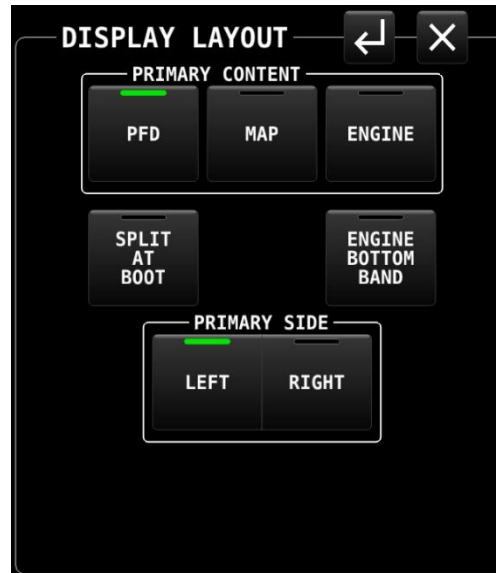 DISPLAY LAYOUT
PRIMARY CONTENT
PFD MAP ENGINE
SPLIT
AT
BOOT
ENGINE
BOTTOM
BAND
PRIMARY SIDE
LEFT RIGHT